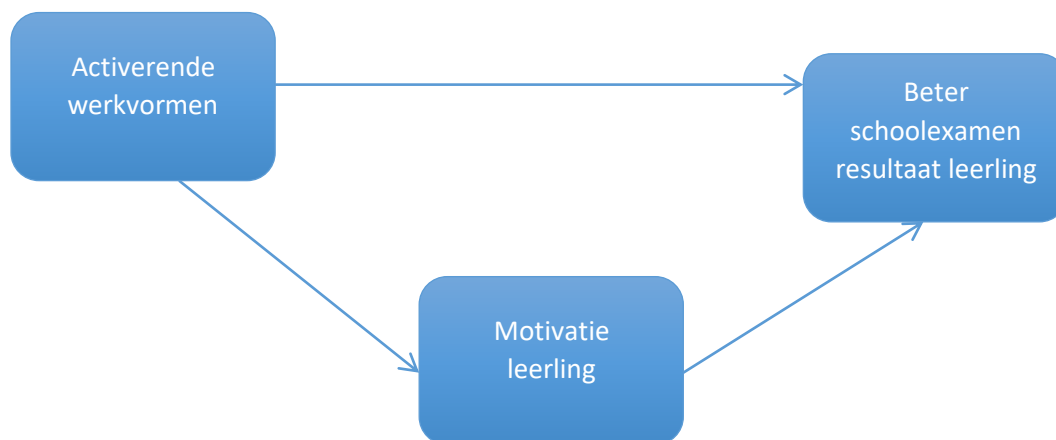 Activerende
werkvormen
Beter
schoolexamen
resultaat leerling
Motivatie
leerling